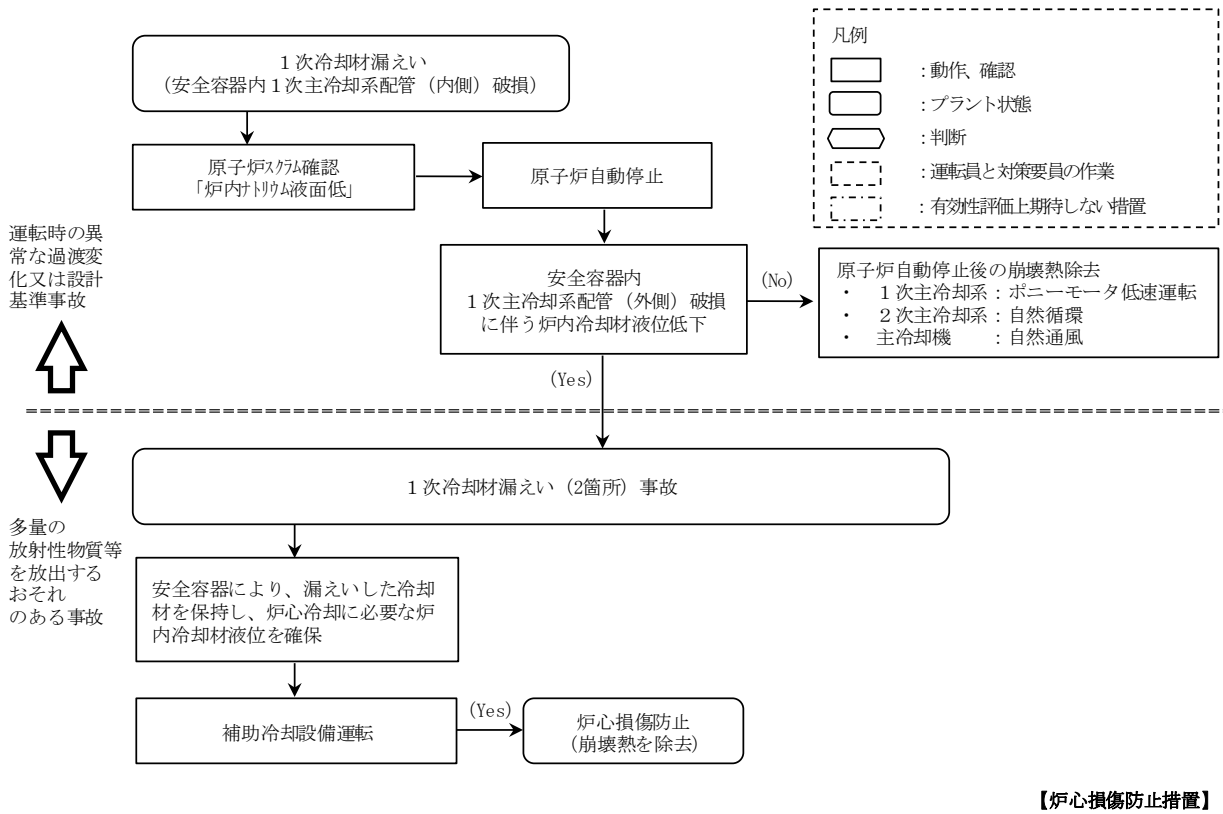 １次冷却材漏えい
（安全容器内１次主冷却系配管（内側）破損）
凡例
：動作、確認
：プラント状態
：判断
：運転員と対策要員の作業
：有効性評価上期待しない措置
原子炉ｽｸﾗﾑ確認
「炉内ﾅﾄﾘｳﾑ液面低」
原子炉自動停止
運転時の異
常な過渡変
化又は設計
基準事故
安全容器内
１次主冷却系配管（外側）破損
に伴う炉内冷却材液位低下
(No)
原子炉自動停止後の崩壊熱除去
・　１次主冷却系：ポニーモータ低速運転
・　２次主冷却系：自然循環
・　主冷却機　　：自然通風
(Yes)
１次冷却材漏えい（2箇所）事故
多量の
放射性物質等
を放出する
おそれ
のある事故
安全容器により、漏えいした冷却
材を保持し、炉心冷却に必要な炉
内冷却材液位を確保
補助冷却設備運転
(Yes)
炉心損傷防止
（崩壊熱を除去）
【炉心損傷防止措置】